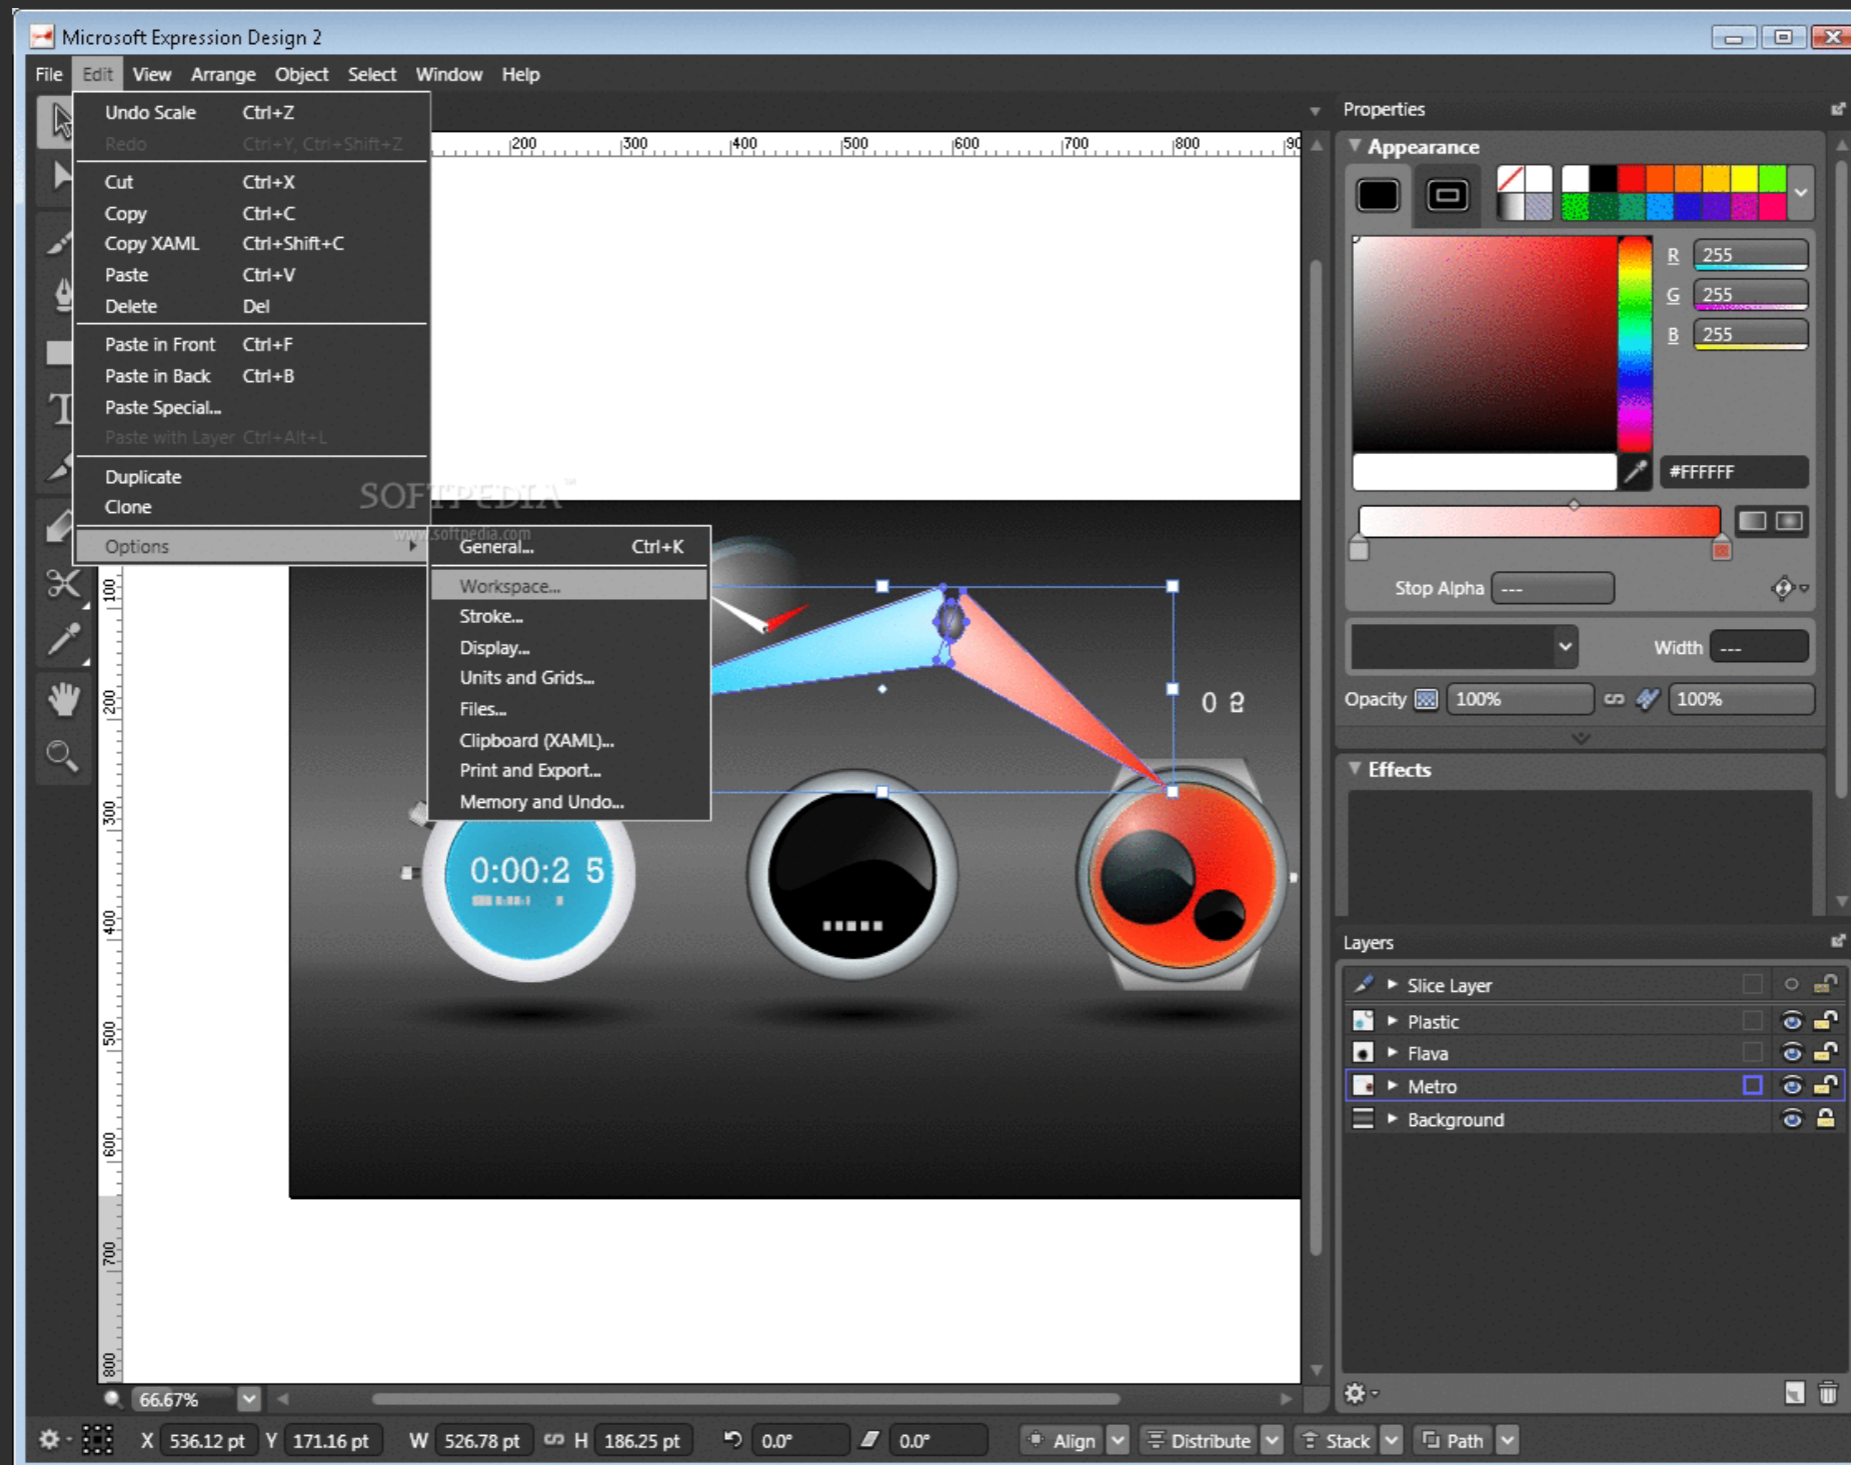 Microsoft Expression Design 2
File Edit View Arrange Object Select Window Help
Undo Scale Ctrl+Z
Redo Ctrl+Y, Ctrl+Shift+Z
Cut Ctrl+X
Copy Ctrl+C
Copy XAML Ctrl+Shift+C
Paste Ctrl+V
Delete Del
Paste in Front Ctrl+F
Paste in Back Ctrl+B
Paste Special...
Paste with Layer Ctrl+Alt+L
Duplicate
Clone
Options
General... Ctrl+K
Workspace...
Stroke...
Display...
Units and Grids...
Files...
Clipboard (XAML)...
Print and Export...
Memory and Undo...
SOFTPEDIA™
www.softpedia.com
200 300 400 500 600 700 800 90
100
200
300
400
500
600
700
800
0:00:2 5
Properties
Appearance
R 255
G 255
B 255
#FFFFFF
Stop Alpha ---
Width ---
Opacity 100% 100%
Effects
Layers
Slice Layer
Plastic
Flava
Metro
Background
66.67%
X 536.12 pt Y 171.16 pt W 526.78 pt H 186.25 pt 0.0° 0.0° Align Distribute Stack Path